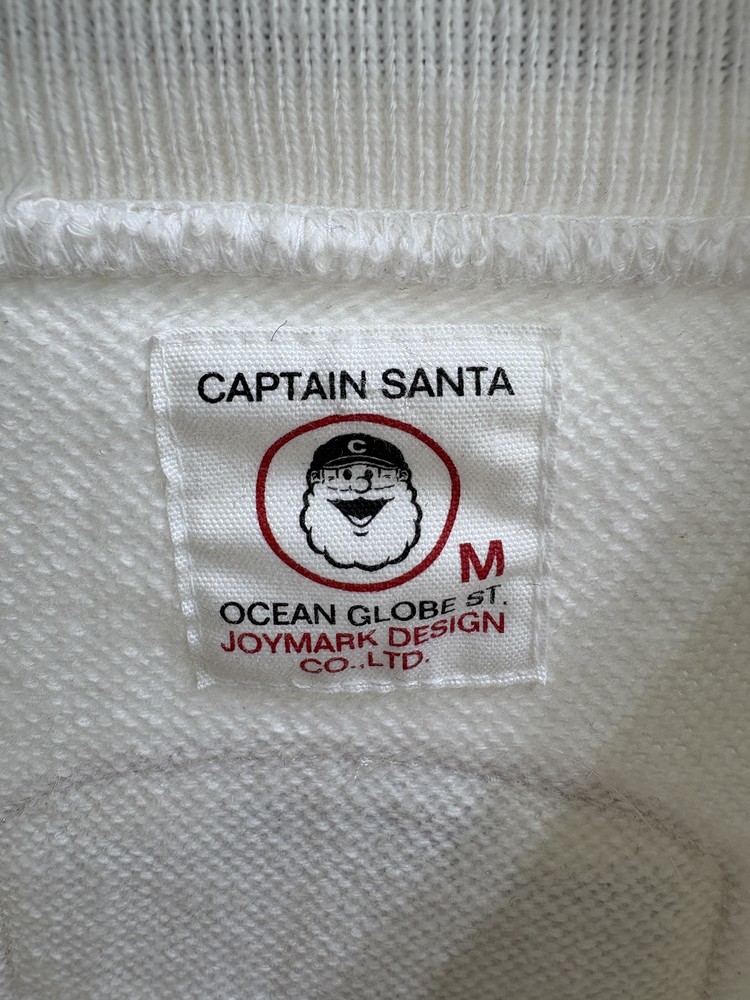 CAPTAIN SANTA
C
M
OCEAN GLOBE ST.
JOYMARK DESIGN
CO.,LTD.